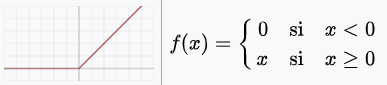 f(x) = { 0 si x < 0
x si x ≥ 0